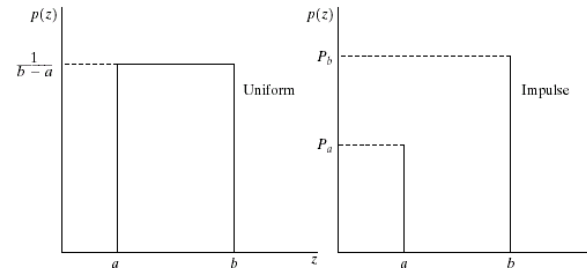 p(z)
1
b − a
Uniform
a
b
z
p(z)
P_b
Impulse
P_a
a
b